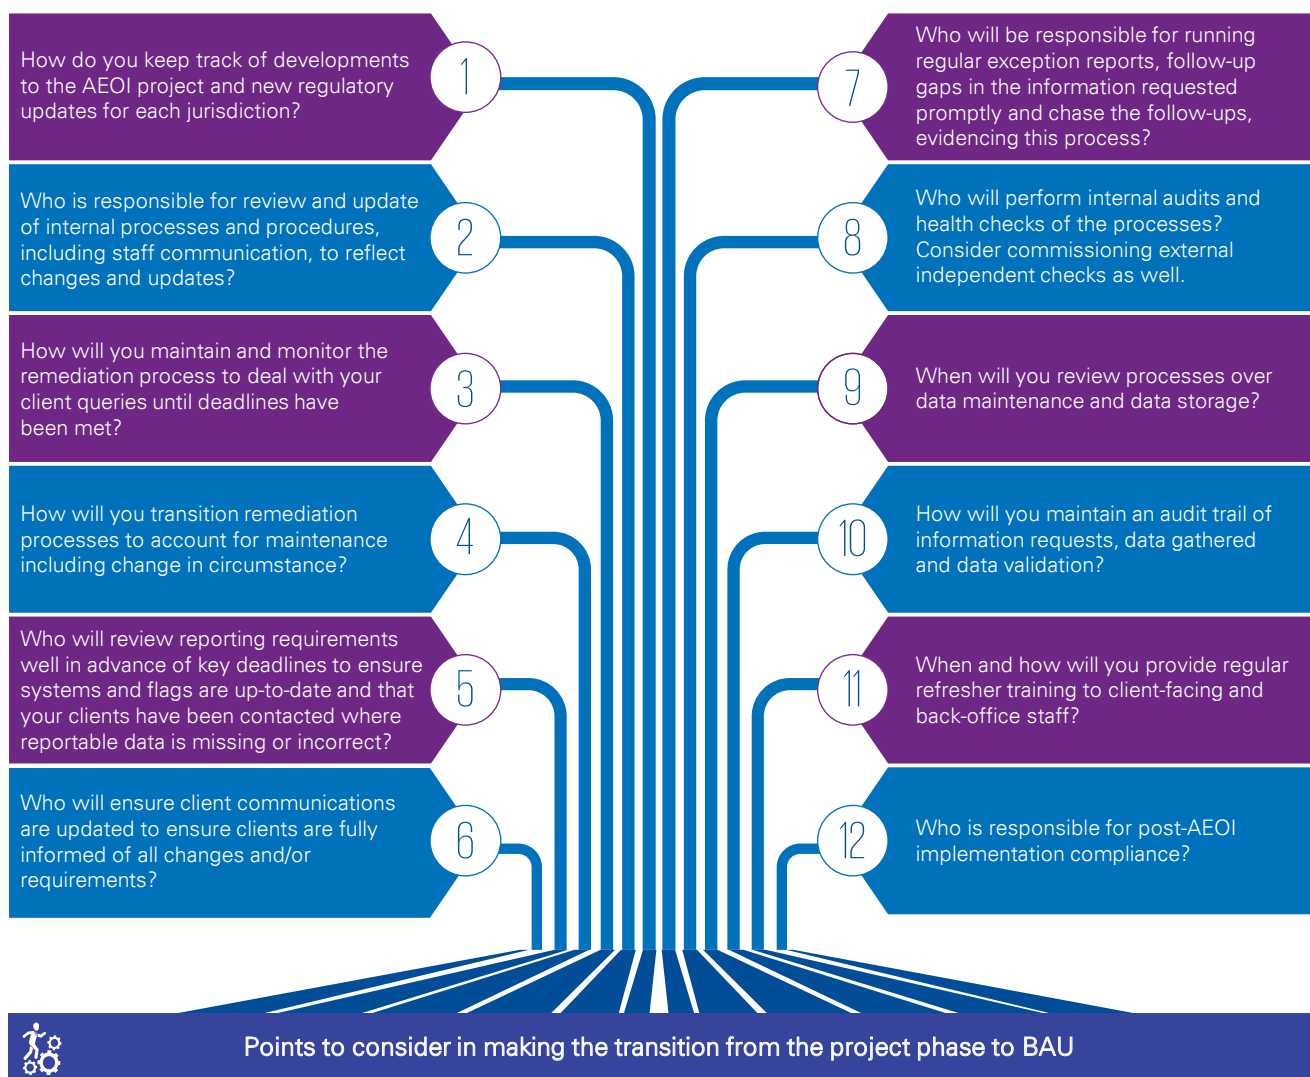 How do you keep track of developments
to the AEOI project and new regulatory
updates for each jurisdiction?
1
Who is responsible for review and update
of internal processes and procedures,
including staff communication, to reflect
changes and updates?
2
How will you maintain and monitor the
remediation process to deal with your
client queries until deadlines have
been met?
3
How will you transition remediation
processes to account for maintenance
including change in circumstance?
4
Who will review reporting requirements
well in advance of key deadlines to ensure
systems and flags are up-to-date and that
your clients have been contacted where
reportable data is missing or incorrect?
5
Who will ensure client communications
are updated to ensure clients are fully
informed of all changes and/or
requirements?
6
7
Who will be responsible for running
regular exception reports, follow-up
gaps in the information requested
promptly and chase the follow-ups,
evidencing this process?
8
Who will perform internal audits and
health checks of the processes?
Consider commissioning external
independent checks as well.
9
When will you review processes over
data maintenance and data storage?
10
How will you maintain an audit trail of
information requests, data gathered
and data validation?
11
When and how will you provide regular
refresher training to client-facing and
back-office staff?
12
Who is responsible for post-AEOI
implementation compliance?
Points to consider in making the transition from the project phase to BAU